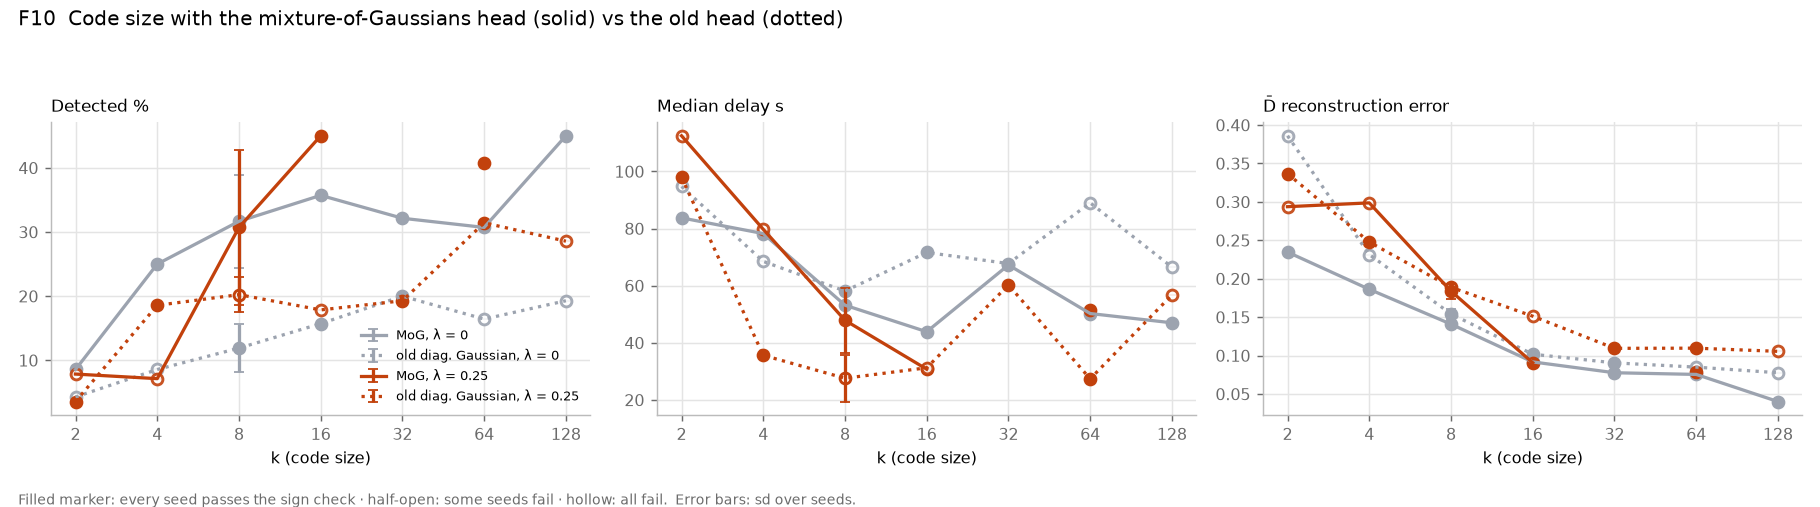 F10  Code size with the mixture-of-Gaussians head (solid) vs the old head (dotted)
Detected %
40
30
20
10
2 4 8 16 32 64 128
k (code size)
MoG, λ = 0
old diag. Gaussian, λ = 0
MoG, λ = 0.25
old diag. Gaussian, λ = 0.25
Median delay s
100
80
60
40
20
2 4 8 16 32 64 128
k (code size)
D̄ reconstruction error
0.40
0.35
0.30
0.25
0.20
0.15
0.10
0.05
2 4 8 16 32 64 128
k (code size)
Filled marker: every seed passes the sign check · half-open: some seeds fail · hollow: all fail.  Error bars: sd over seeds.